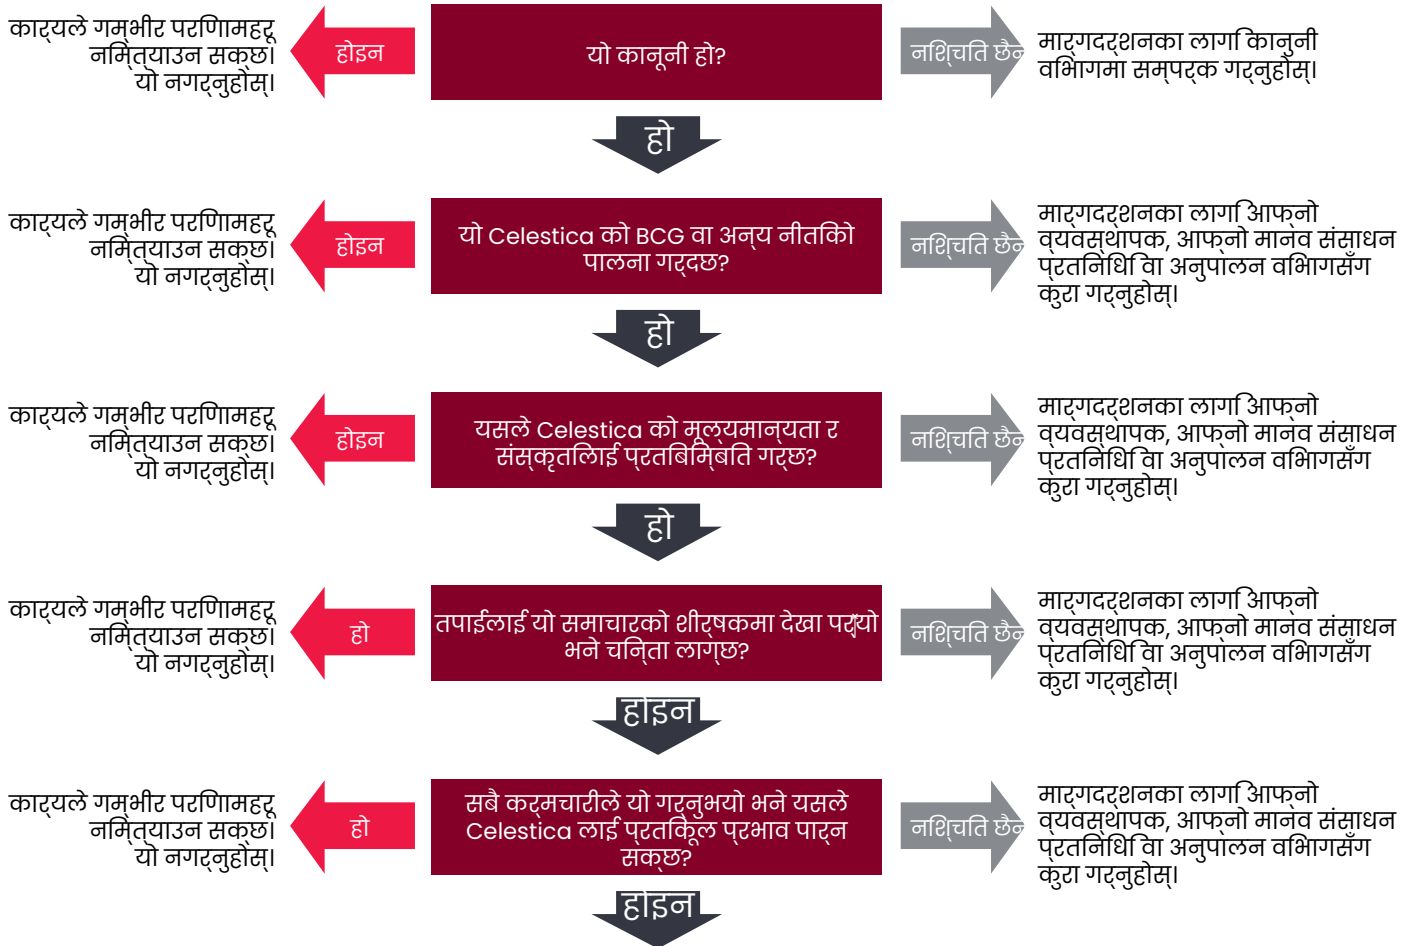 कार्यले गम्भीर परिणामहरू
निम्त्याउन सक्छ।
यो नगर्नुहोस्।
होइन
यो कानूनी हो?
निश्चित छैन
मार्गदर्शनका लागि कानुनी
विभागमा सम्पर्क गर्नुहोस्।
हो
कार्यले गम्भीर परिणामहरू
निम्त्याउन सक्छ।
यो नगर्नुहोस्।
होइन
यो Celestica को BCG वा अन्य नीतिको
पालना गर्दछ?
निश्चित छैन
मार्गदर्शनका लागि आफ्नो
व्यवस्थापक, आफ्नो मानव संसाधन
प्रतिनिधि वा अनुपालन विभागसँग
कुरा गर्नुहोस्।
हो
कार्यले गम्भीर परिणामहरू
निम्त्याउन सक्छ।
यो नगर्नुहोस्।
होइन
यसले Celestica को मूल्यमान्यता र
संस्कृतिलाई प्रतिबिम्बित गर्छ?
निश्चित छैन
मार्गदर्शनका लागि आफ्नो
व्यवस्थापक, आफ्नो मानव संसाधन
प्रतिनिधि वा अनुपालन विभागसँग
कुरा गर्नुहोस्।
हो
कार्यले गम्भीर परिणामहरू
निम्त्याउन सक्छ।
यो नगर्नुहोस्।
हो
तपाईलाई यो समाचारको शीर्षकमा देखा पर्‍यो
भने चिन्ता लाग्छ?
निश्चित छैन
मार्गदर्शनका लागि आफ्नो
व्यवस्थापक, आफ्नो मानव संसाधन
प्रतिनिधि वा अनुपालन विभागसँग
कुरा गर्नुहोस्।
होइन
कार्यले गम्भीर परिणामहरू
निम्त्याउन सक्छ।
यो नगर्नुहोस्।
हो
सबै कर्मचारीले यो गर्नुभयो भने यसले
Celestica लाई प्रतिकूल प्रभाव पार्न
सक्छ?
निश्चित छैन
मार्गदर्शनका लागि आफ्नो
व्यवस्थापक, आफ्नो मानव संसाधन
प्रतिनिधि वा अनुपालन विभागसँग
कुरा गर्नुहोस्।
होइन